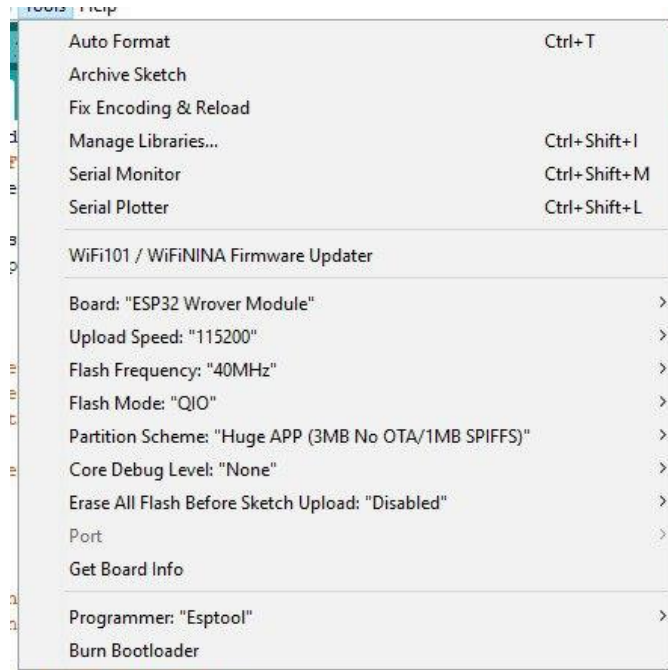 Tools Help
Auto Format Ctrl+T
Archive Sketch
Fix Encoding & Reload
Manage Libraries... Ctrl+Shift+I
Serial Monitor Ctrl+Shift+M
Serial Plotter Ctrl+Shift+L
WiFi101 / WiFiNINA Firmware Updater
Board: "ESP32 Wrover Module"
Upload Speed: "115200"
Flash Frequency: "40MHz"
Flash Mode: "QIO"
Partition Scheme: "Huge APP (3MB No OTA/1MB SPIFFS)"
Core Debug Level: "None"
Erase All Flash Before Sketch Upload: "Disabled"
Port
Get Board Info
Programmer: "Esptool"
Burn Bootloader